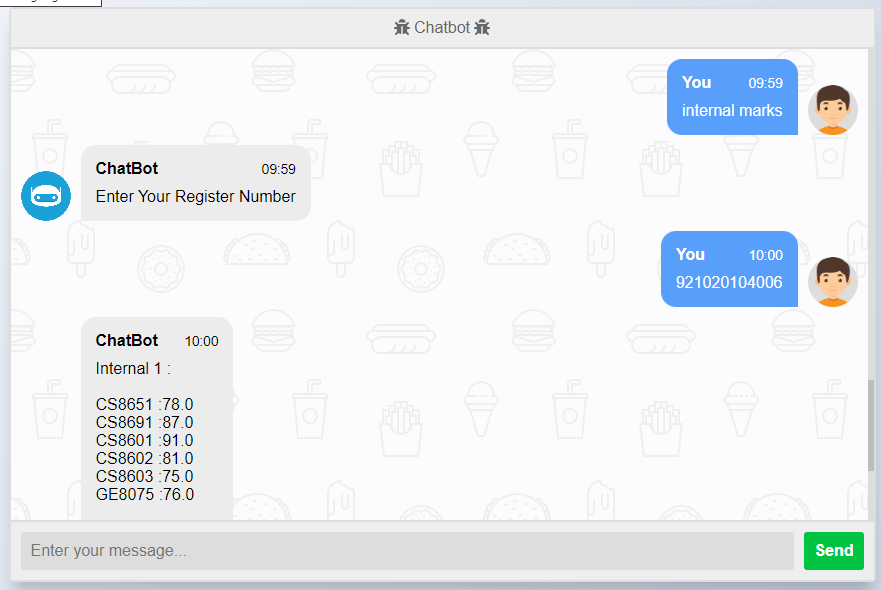 Chatbot
You 09:59
internal marks
ChatBot 09:59
Enter Your Register Number
You 10:00
921020104006
ChatBot 10:00
Internal 1 :
CS8651 :78.0
CS8691 :87.0
CS8601 :91.0
CS8602 :81.0
CS8603 :75.0
GE8075 :76.0
Enter your message...
Send